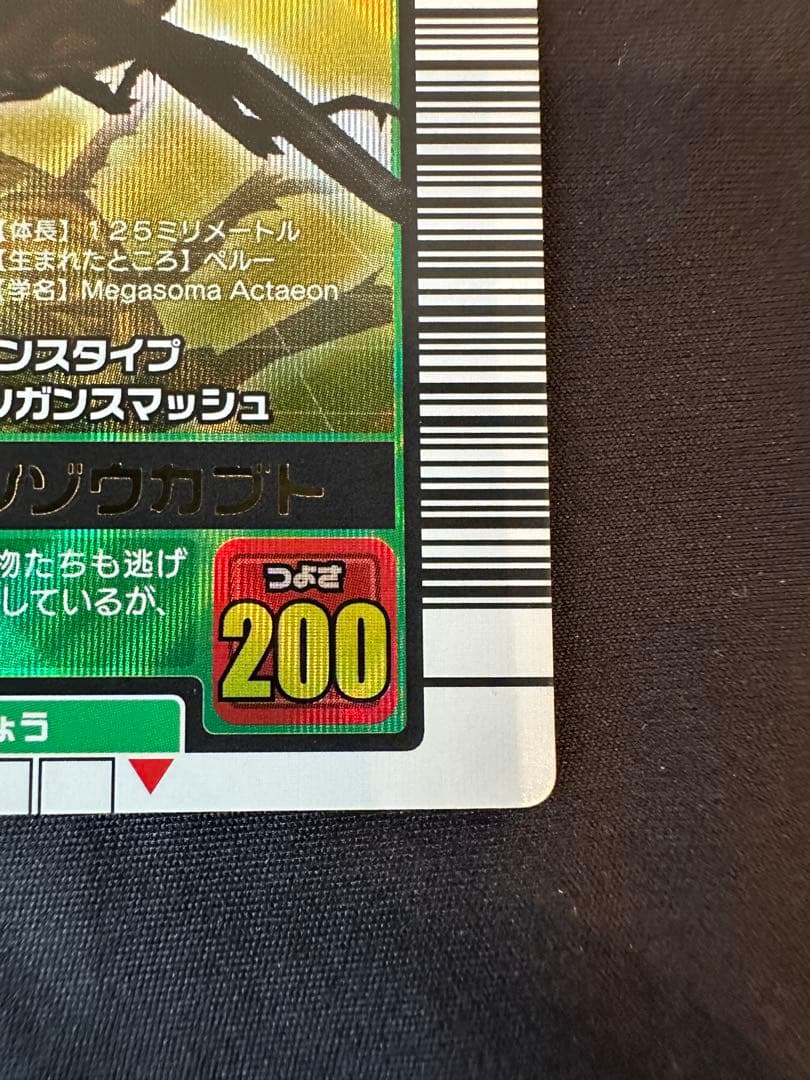 【体長】125ミリメートル
【生まれたところ】ペルー
【学名】Megasoma Actaeon
ンスタイプ
ガンスマッシュ
ゾウカブト
物たちも逃げ
しているが、
つよさ
200
ょう